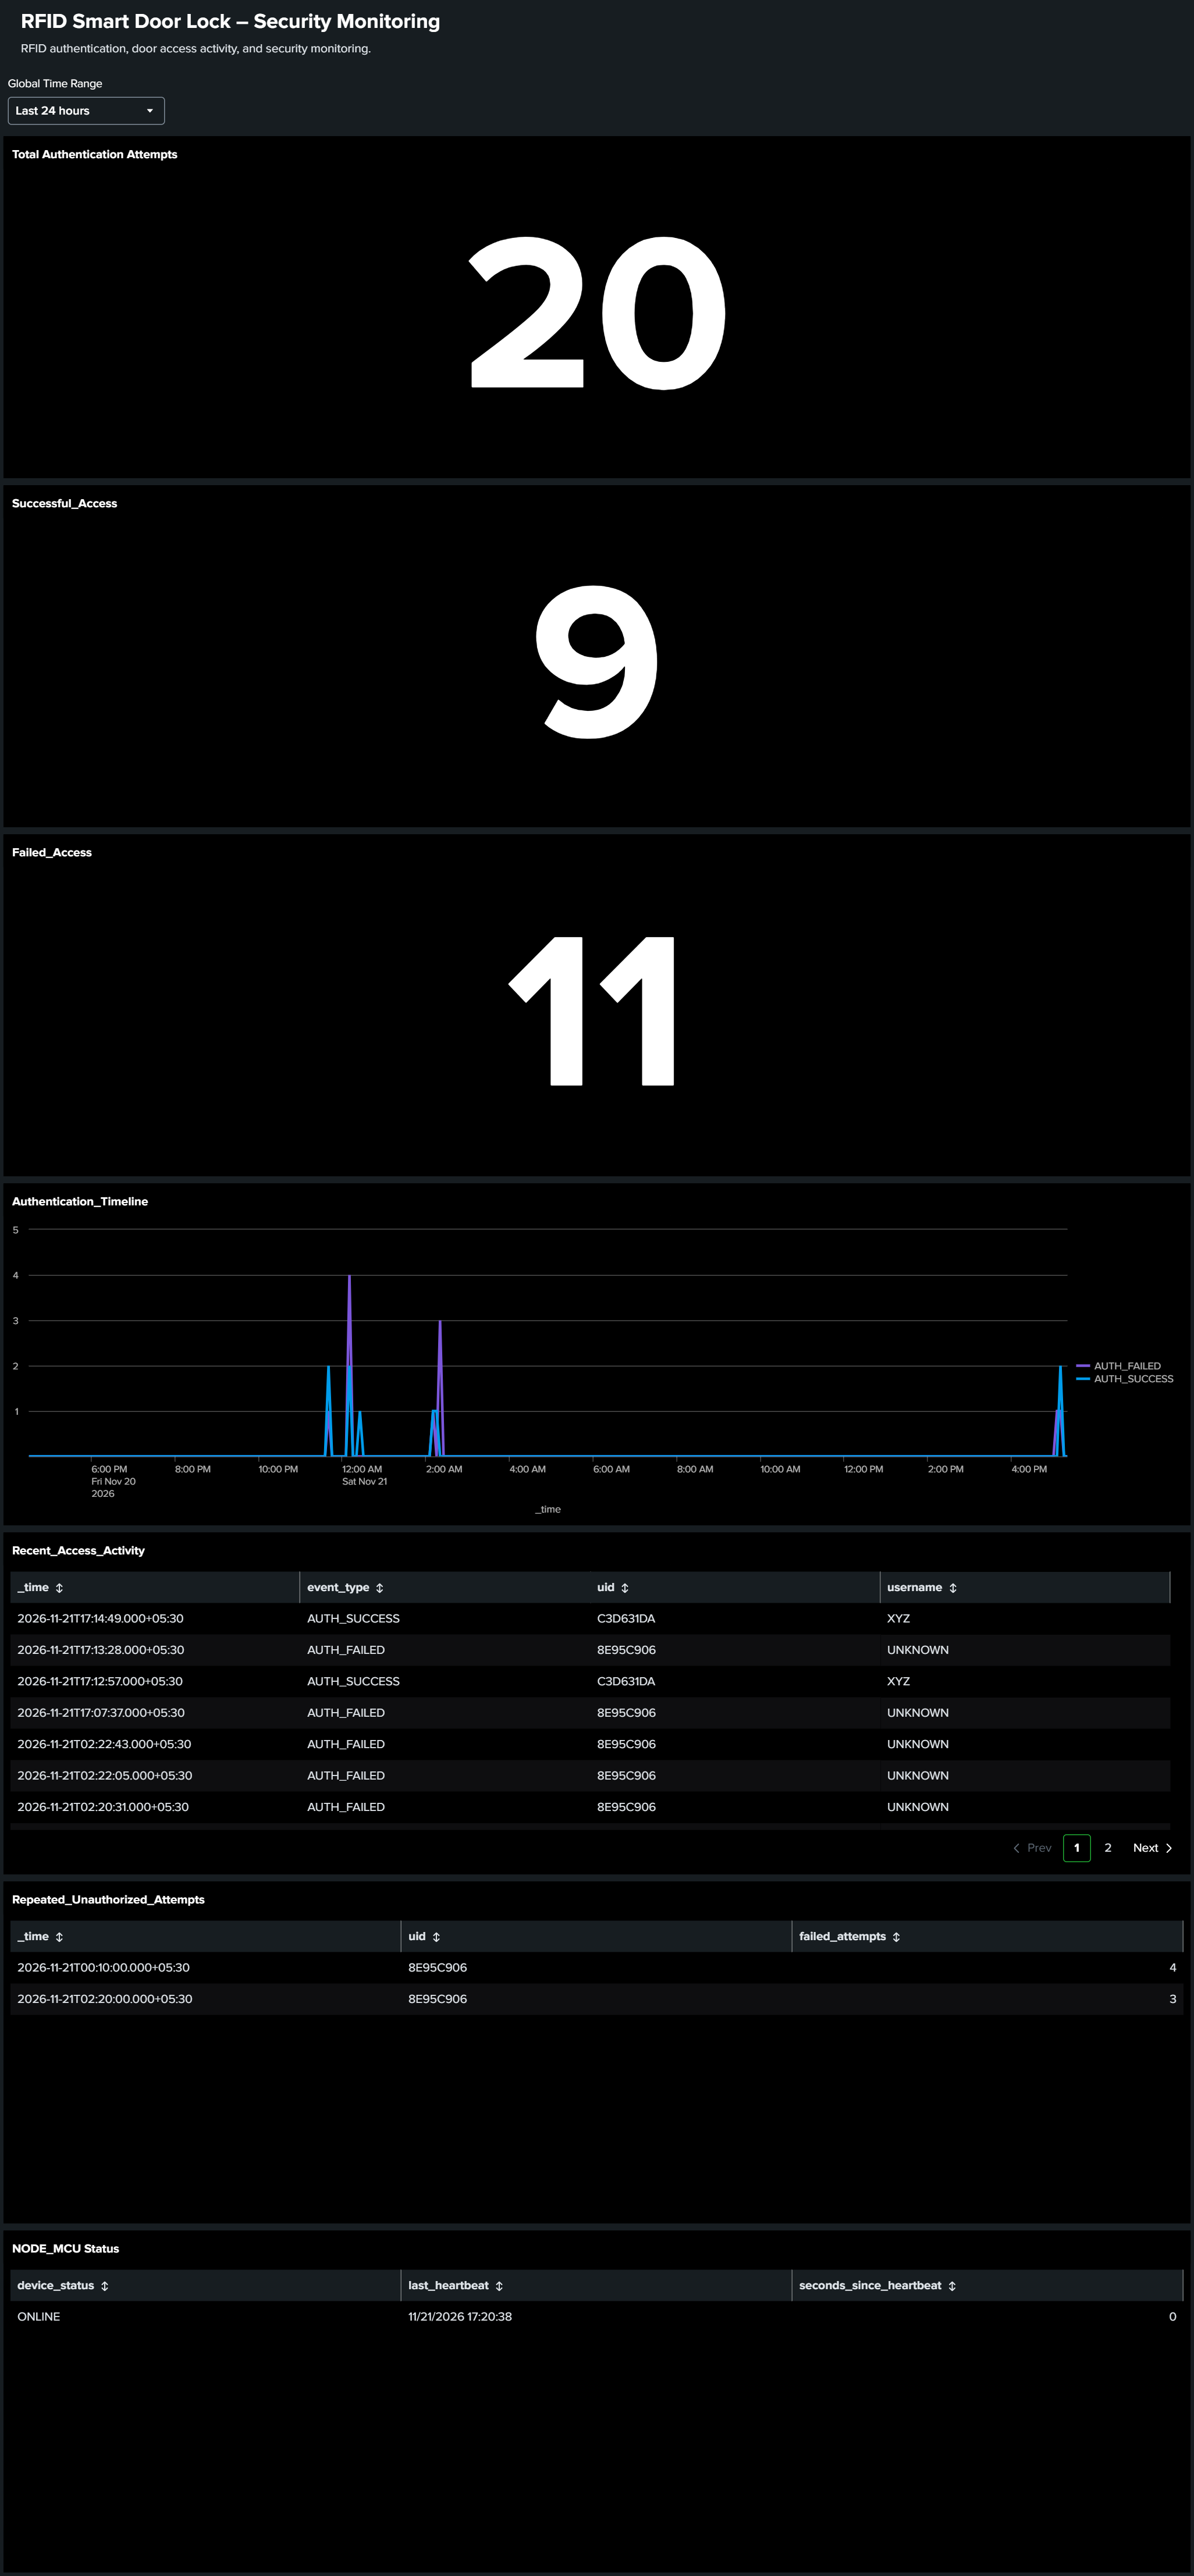 RFID Smart Door Lock – Security Monitoring
RFID authentication, door access activity, and security monitoring.
Global Time Range
Last 24 hours
Total Authentication Attempts
20
Successful_Access
9
Failed_Access
11
Authentication_Timeline
5
4
3
2
1
AUTH_FAILED
AUTH_SUCCESS
6:00 PM 8:00 PM 10:00 PM 12:00 AM 2:00 AM 4:00 AM 6:00 AM 8:00 AM 10:00 AM 12:00 PM 2:00 PM 4:00 PM
Fri Nov 20 Sat Nov 21
2026
_time
Recent_Access_Activity
_time event_type uid username
2026-11-21T17:14:49.000+05:30 AUTH_SUCCESS C3D631DA XYZ
2026-11-21T17:13:28.000+05:30 AUTH_FAILED 8E95C906 UNKNOWN
2026-11-21T17:12:57.000+05:30 AUTH_SUCCESS C3D631DA XYZ
2026-11-21T17:07:37.000+05:30 AUTH_FAILED 8E95C906 UNKNOWN
2026-11-21T02:22:43.000+05:30 AUTH_FAILED 8E95C906 UNKNOWN
2026-11-21T02:22:05.000+05:30 AUTH_FAILED 8E95C906 UNKNOWN
2026-11-21T02:20:31.000+05:30 AUTH_FAILED 8E95C906 UNKNOWN
Prev 1 2 Next
Repeated_Unauthorized_Attempts
_time uid failed_attempts
2026-11-21T00:10:00.000+05:30 8E95C906 4
2026-11-21T02:20:00.000+05:30 8E95C906 3
NODE_MCU Status
device_status last_heartbeat seconds_since_heartbeat
ONLINE 11/21/2026 17:20:38 0